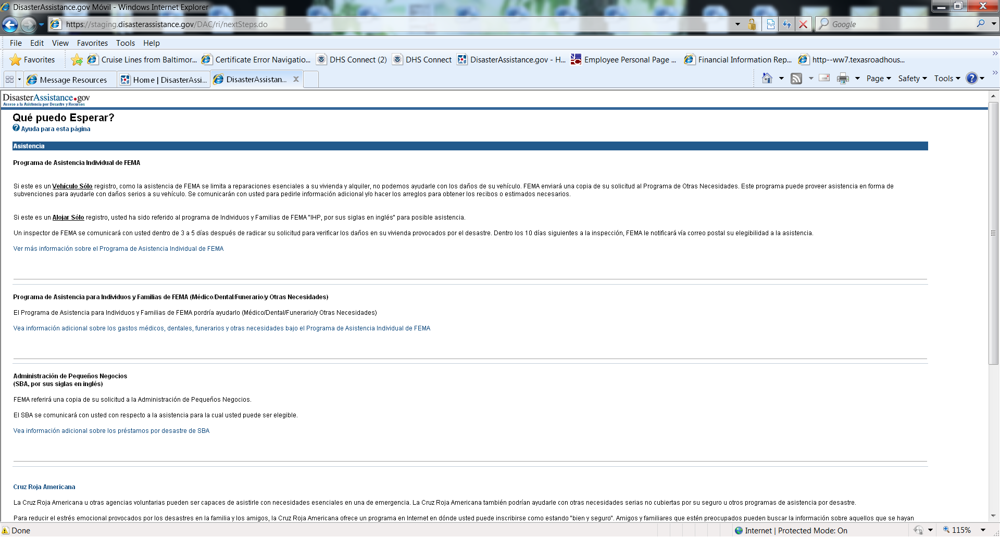 DisasterAssistance.gov Móvil - Windows Internet Explorer
https://staging.disasterassistance.gov/DAC/ri/nextSteps.do
Google
File Edit View Favorites Tools Help
Favorites Cruise Lines from Baltimor... Certificate Error Navigatio... DHS Connect (2) DHS Connect DisasterAssistance.gov - H... Employee Personal Page ... Financial Information Rep... http--ww7.texasroadhous...
Message Resources Home | DisasterAssi... DisasterAssistan... Page Safety Tools
DisasterAssistance.gov
Acceso a la Asistencia por Desastre y Recursos
Qué puedo Esperar?
Ayuda para esta página
Asistencia
Programa de Asistencia Individual de FEMA
Si este es un Vehículo Sólo registro, como la asistencia de FEMA se limita a reparaciones esenciales a su vivienda y alquiler, no podemos ayudarle con los daños de su vehículo. FEMA enviará una copia de su solicitud al Programa de Otras Necesidades. Este programa puede proveer asistencia en forma de
subvenciones para ayudarle con daños serios a su vehículo. Se comunicarán con usted para pedirle información adicional y/o hacer los arreglos para obtener los recibos o estimados necesarios.
Si este es un Alojar Sólo registro, usted ha sido referido al programa de Individuos y Familias de FEMA "IHP, por sus siglas en inglés" para posible asistencia.
Un inspector de FEMA se comunicará con usted dentro de 3 a 5 días después de radicar su solicitud para verificar los daños en su vivienda provocados por el desastre. Dentro los 10 días siguientes a la inspección, FEMA le notificará vía correo postal su elegibilidad a la asistencia.
Ver más información sobre el Programa de Asistencia Individual de FEMA
Programa de Asistencia para Individuos y Familias de FEMA (Médico/Dental/Funerario/y Otras Necesidades)
El Programa de Asistencia para Individuos y Familias de FEMA pordría ayudarlo (Médico/Dental/Funerario/y Otras Necesidades)
Vea información adicional sobre los gastos médicos, dentales, funerarios y otras necesidades bajo el Programa de Asistencia Individual de FEMA
Administración de Pequeños Negocios
(SBA, por sus siglas en inglés)
FEMA referirá una copia de su solicitud a la Administración de Pequeños Negocios.
El SBA se comunicará con usted con respecto a la asistencia para la cual usted puede ser elegible.
Vea información adicional sobre los préstamos por desastre de SBA
Cruz Roja Americana
La Cruz Roja Americana u otras agencias voluntarias pueden ser capaces de asistirle con necesidades esenciales en una de emergencia. La Cruz Roja Americana también podrían ayudarle con otras necesidades serias no cubiertas por su seguro u otros programas de asistencia por desastre.
Para reducir el estrés emocional provocados por los desastres en la familia y los amigos, la Cruz Roja Americana ofrece un programa en Internet en dónde usted puede inscribirse como estando "bien y seguro". Amigos y familiares que estén preocupados pueden buscar la información sobre aquellos que se hayan
Done
Internet | Protected Mode: On
115%